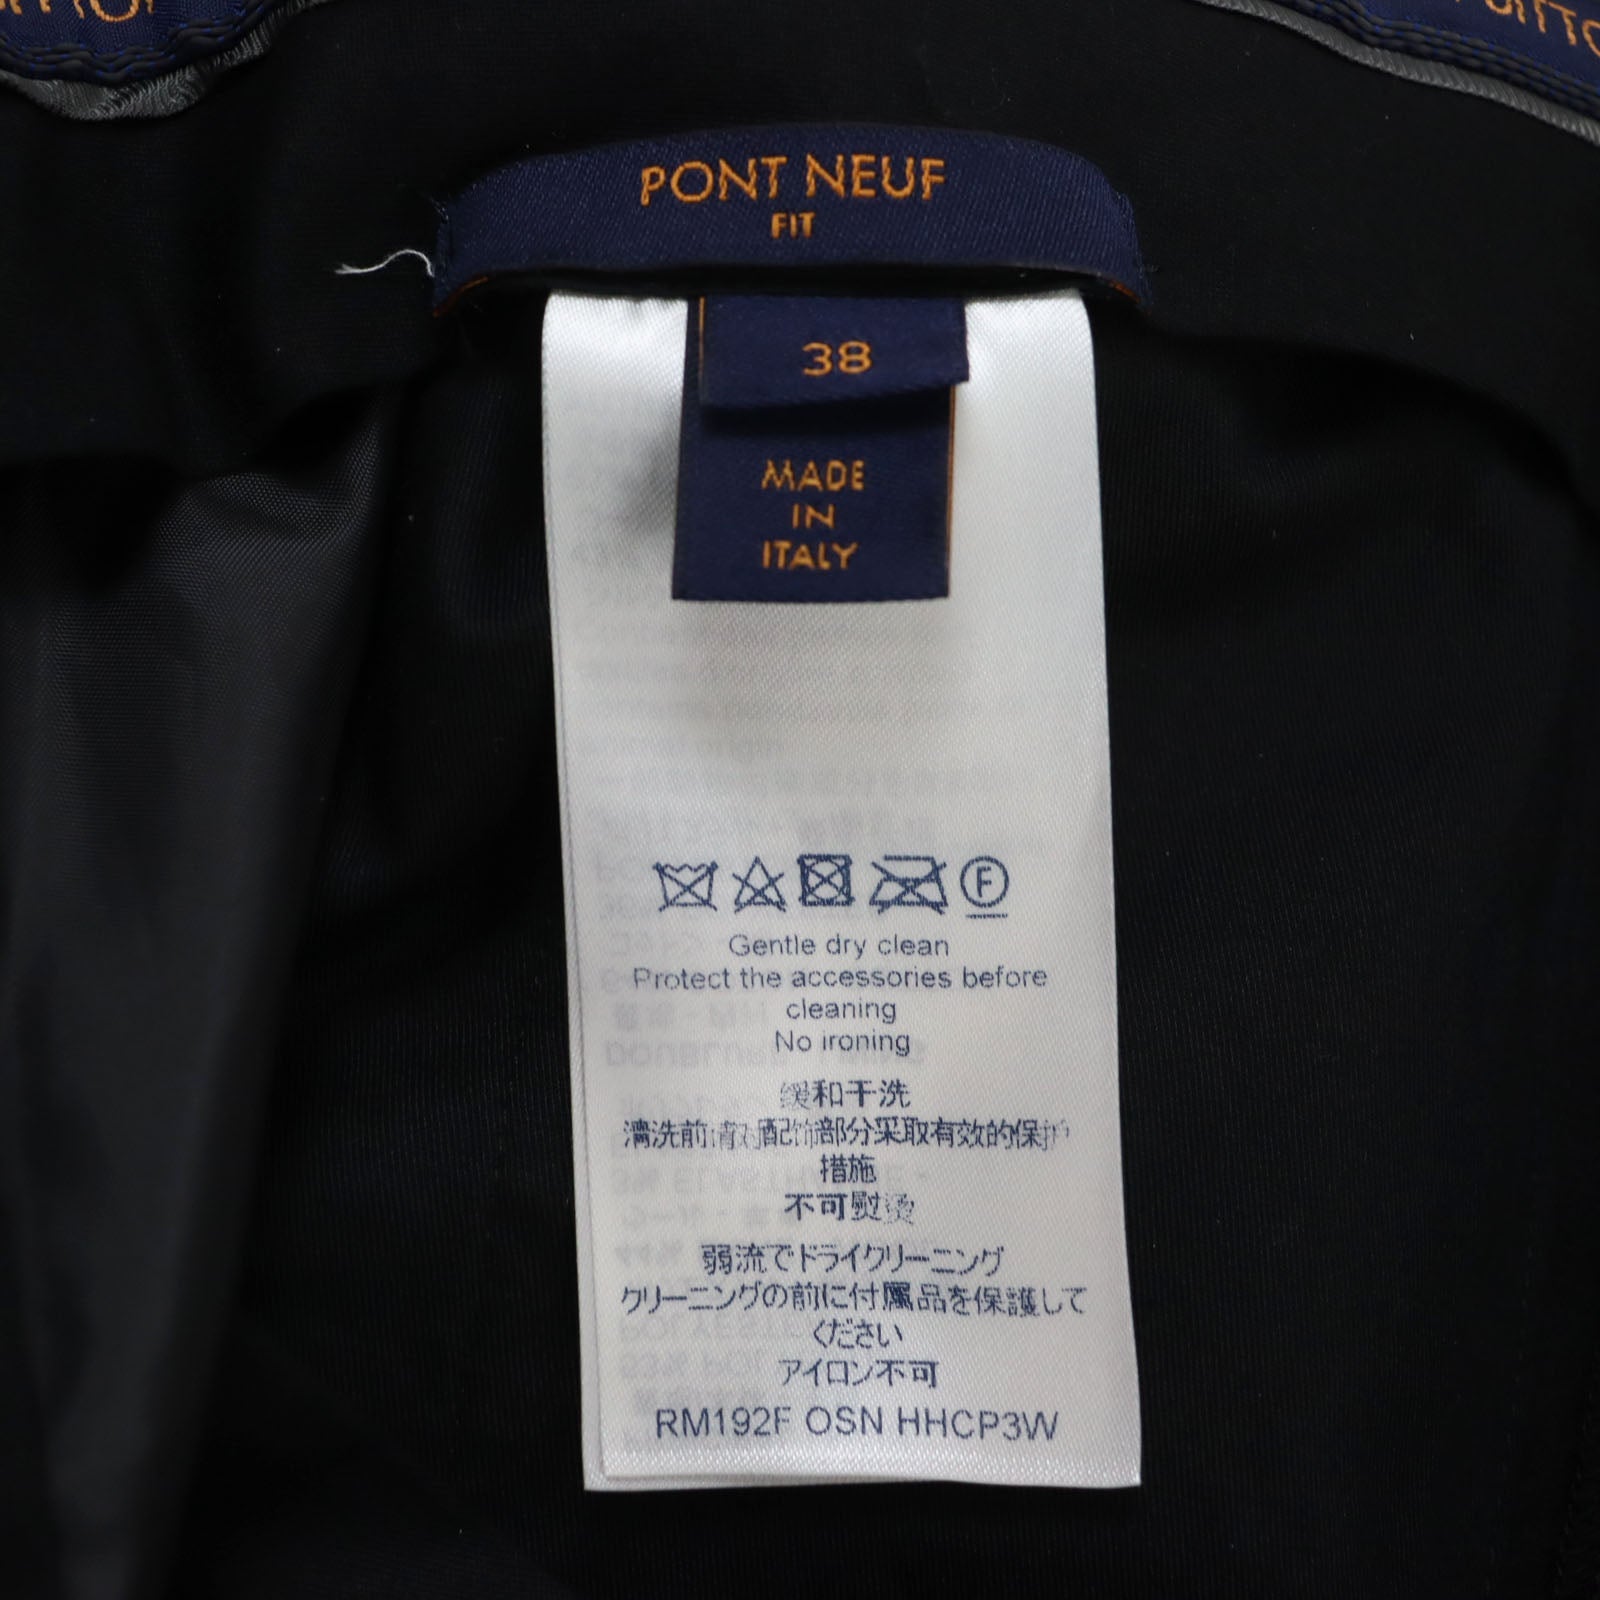 PONT NEUF
FIT
38
MADE
IN
ITALY
F
Gentle dry clean
Protect the accessories before
cleaning
No ironing
缓和干洗
清洗前请对配饰部分采取有效的保护
措施
不可熨烫
弱流でドライクリーニング
クリーニングの前に付属品を保護して
ください
アイロン不可
RM192F OSN HHCP3W